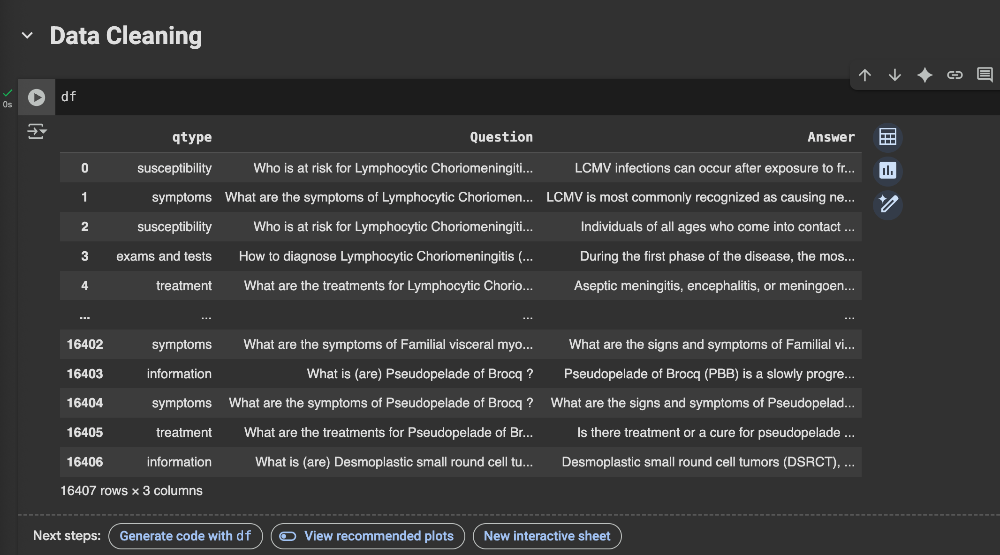 Data Cleaning
0s
df
qtype Question Answer
0 susceptibility Who is at risk for Lymphocytic Choriomeningiti... LCMV infections can occur after exposure to fr...
1 symptoms What are the symptoms of Lymphocytic Choriomen... LCMV is most commonly recognized as causing ne...
2 susceptibility Who is at risk for Lymphocytic Choriomeningiti... Individuals of all ages who come into contact ...
3 exams and tests How to diagnose Lymphocytic Choriomeningitis (... During the first phase of the disease, the mos...
4 treatment What are the treatments for Lymphocytic Chorio... Aseptic meningitis, encephalitis, or meningoen...
... ... ... ...
16402 symptoms What are the symptoms of Familial visceral myo... What are the signs and symptoms of Familial vi...
16403 information What is (are) Pseudopelade of Brocq ? Pseudopelade of Brocq (PBB) is a slowly progre...
16404 symptoms What are the symptoms of Pseudopelade of Brocq ? What are the signs and symptoms of Pseudopelad...
16405 treatment What are the treatments for Pseudopelade of Br... Is there treatment or a cure for pseudopelade ...
16406 information What is (are) Desmoplastic small round cell tu... Desmoplastic small round cell tumors (DSRCT), ...
16407 rows × 3 columns
Next steps: Generate code with df View recommended plots New interactive sheet